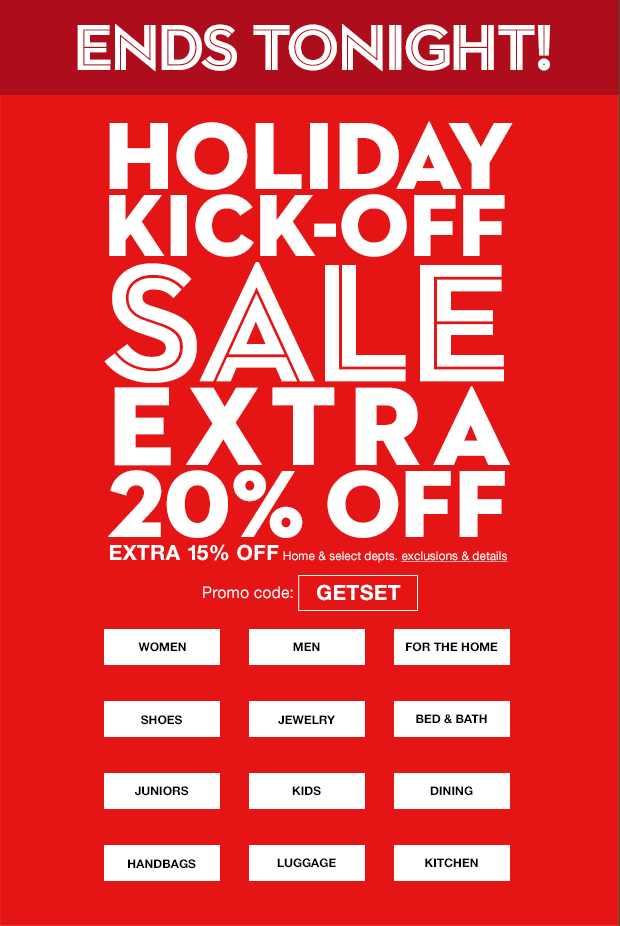 ENDS TONIGHT!
HOLIDAY
KICK-OFF
SALE
EXTRA
20% OFF
EXTRA 15% OFF Home & select depts. exclusions & details
Promo code: GETSET
WOMEN MEN FOR THE HOME
SHOES JEWELRY BED & BATH
JUNIORS KIDS DINING
HANDBAGS LUGGAGE KITCHEN